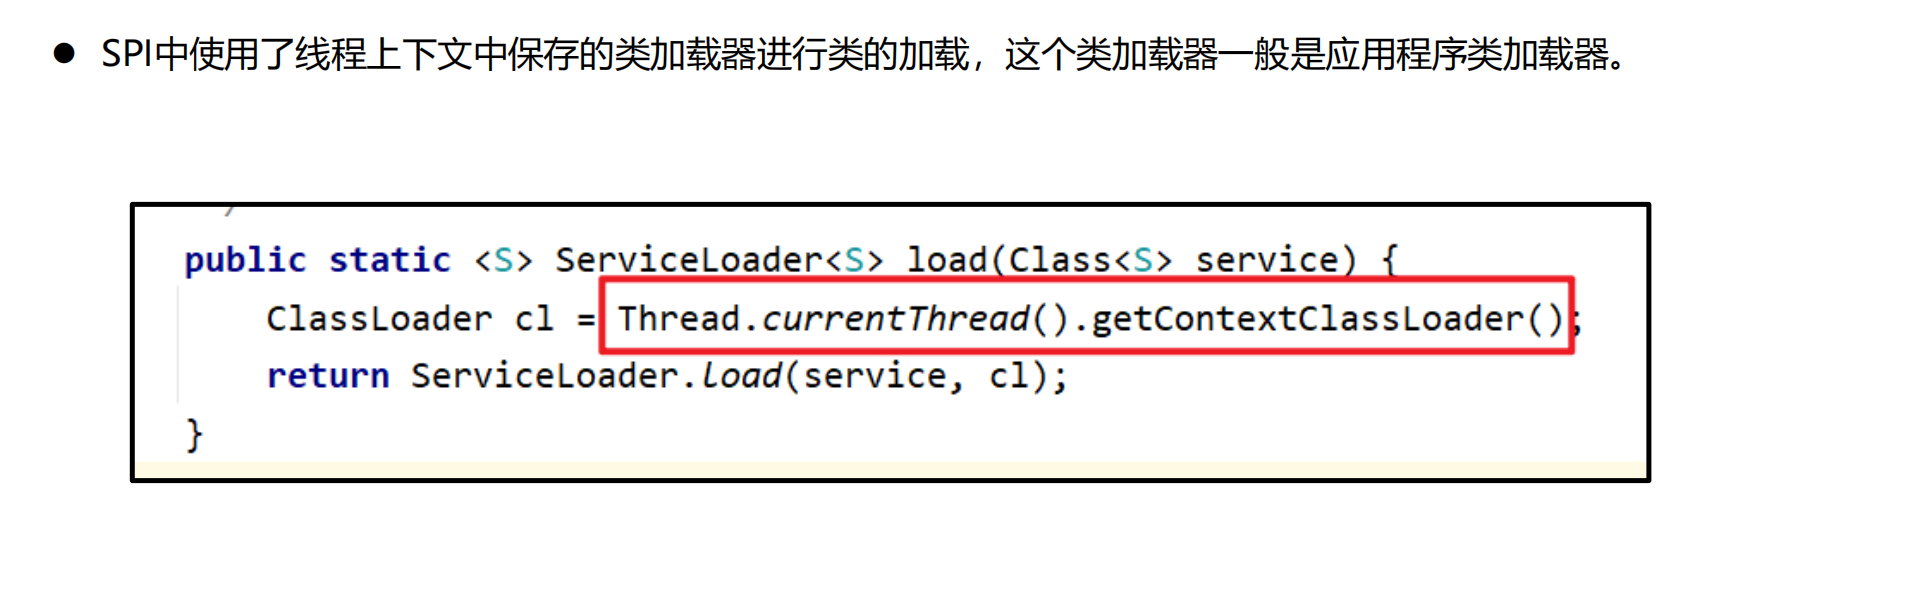 ● SPI中使用了线程上下文中保存的类加载器进行类的加载，这个类加载器一般是应用程序类加载器。
public static <S> ServiceLoader<S> load(Class<S> service) {
ClassLoader cl = Thread.currentThread().getContextClassLoader();
return ServiceLoader.load(service, cl);
}